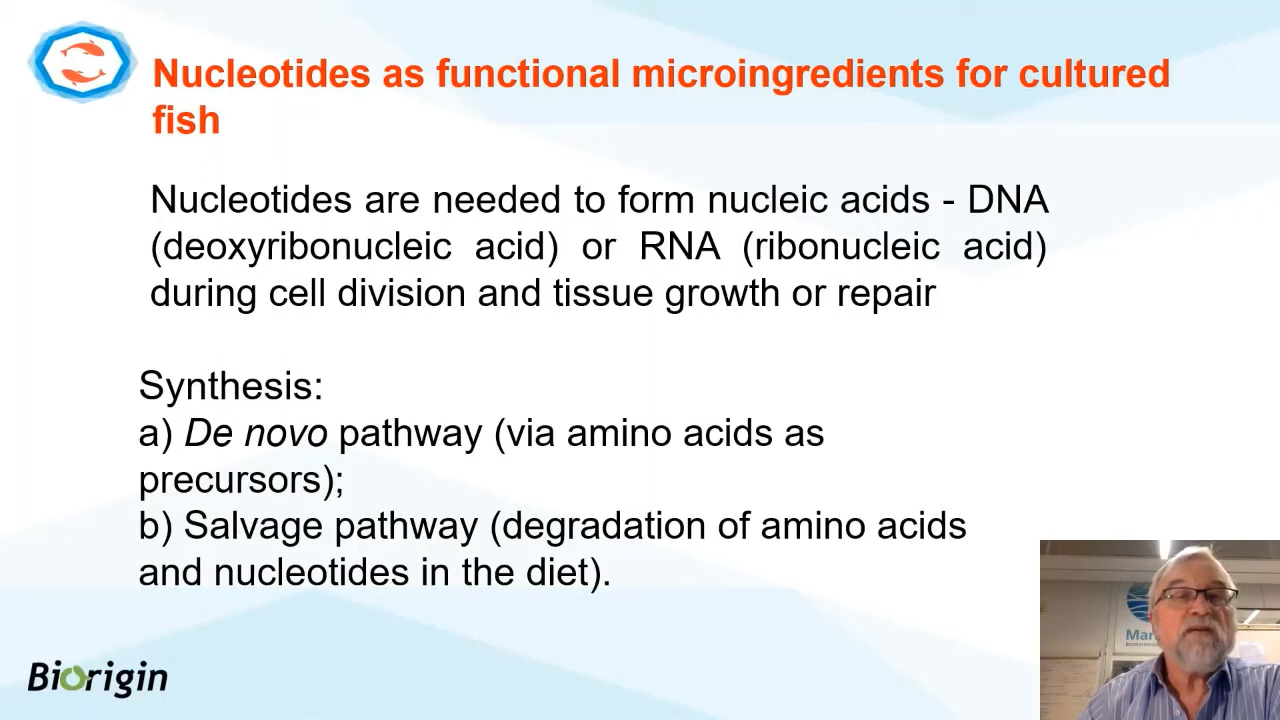 Nucleotides as functional microingredients for cultured
fish
Nucleotides are needed to form nucleic acids - DNA
(deoxyribonucleic acid) or RNA (ribonucleic acid)
during cell division and tissue growth or repair
Synthesis:
a) De novo pathway (via amino acids as
precursors);
b) Salvage pathway (degradation of amino acids
and nucleotides in the diet).
Biorigin
Mar